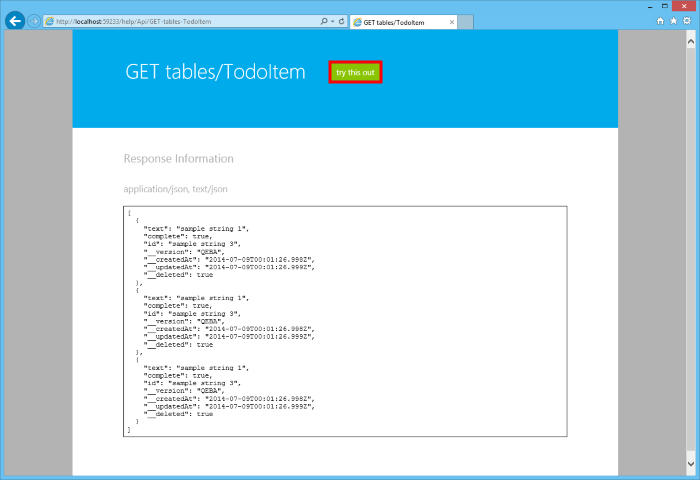 http://localhost:59233/help/Api/GET-tables-TodoItem
GET tables/TodoItem
GET tables/TodoItem
try this out
Response Information
application/json, text/json
[
{
"text": "sample string 1",
"complete": true,
"id": "sample string 3",
"__version": "QEBA",
"__createdAt": "2014-07-09T00:01:26.998Z",
"__updatedAt": "2014-07-09T00:01:26.999Z",
"__deleted": true
},
{
"text": "sample string 1",
"complete": true,
"id": "sample string 3",
"__version": "QEBA",
"__createdAt": "2014-07-09T00:01:26.998Z",
"__updatedAt": "2014-07-09T00:01:26.999Z",
"__deleted": true
},
{
"text": "sample string 1",
"complete": true,
"id": "sample string 3",
"__version": "QEBA",
"__createdAt": "2014-07-09T00:01:26.998Z",
"__updatedAt": "2014-07-09T00:01:26.999Z",
"__deleted": true
}
]